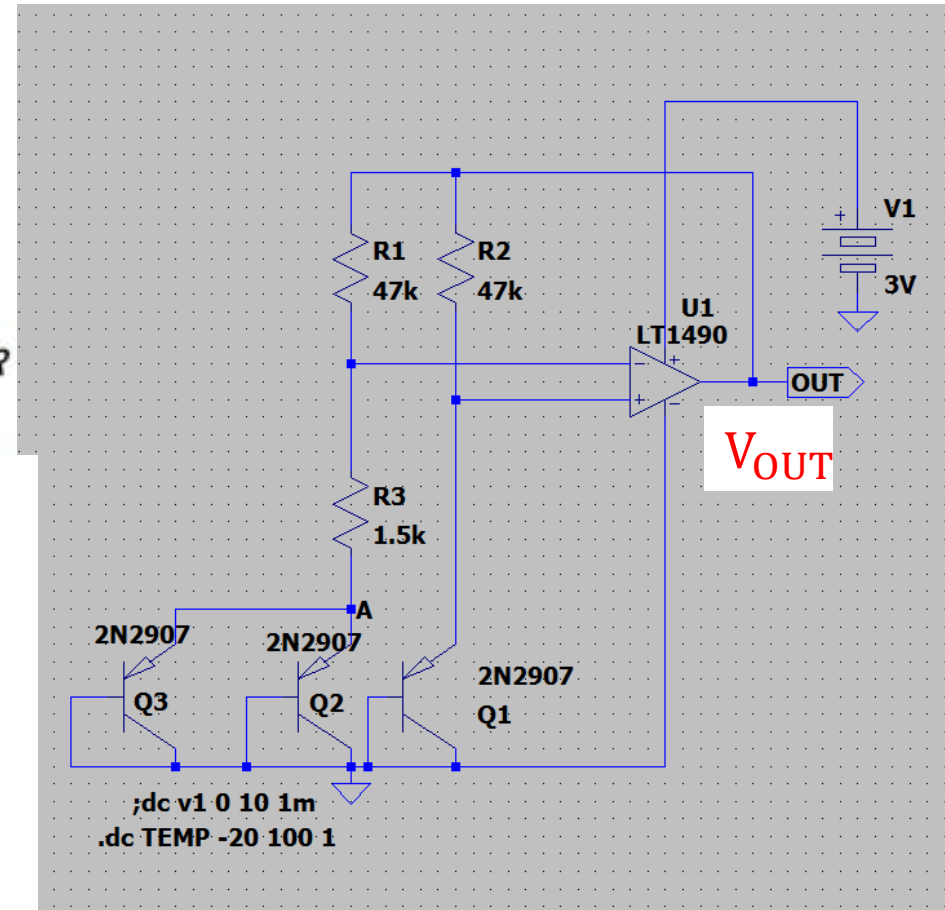 V1
3V
R1
47k
R2
47k
U1
LT1490
+
-
+
+
-
OUT
V_OUT
?
R3
1.5k
A
2N2907
Q3
2N2907
Q2
2N2907
Q1
;dc v1 0 10 1m
.dc TEMP -20 100 1